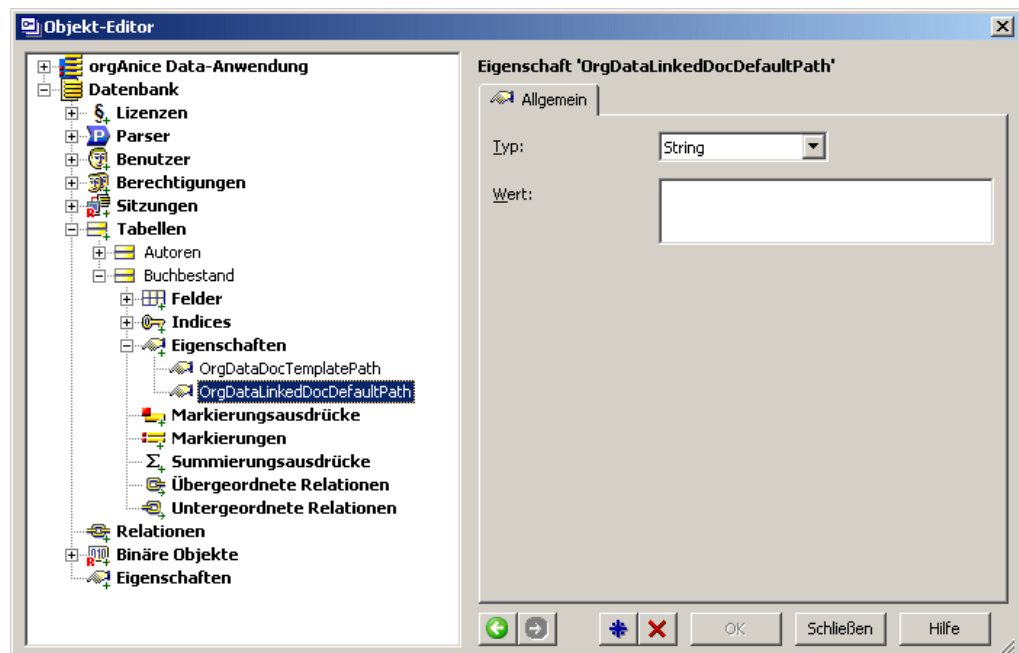 Objekt-Editor
orgAnice Data-Anwendung
Datenbank
Lizenzen
Parser
Benutzer
Berechtigungen
Sitzungen
Tabellen
Autoren
Buchbestand
Felder
Indices
Eigenschaften
OrgDataDocTemplatePath
OrgDataLinkedDocDefaultPath
Markierungsausdrücke
Markierungen
Summierungsausdrücke
Übergeordnete Relationen
Untergeordnete Relationen
Relationen
Binäre Objekte
Eigenschaften
Eigenschaft 'OrgDataLinkedDocDefaultPath'
Allgemein
Typ: String
Wert:
OK Schließen Hilfe